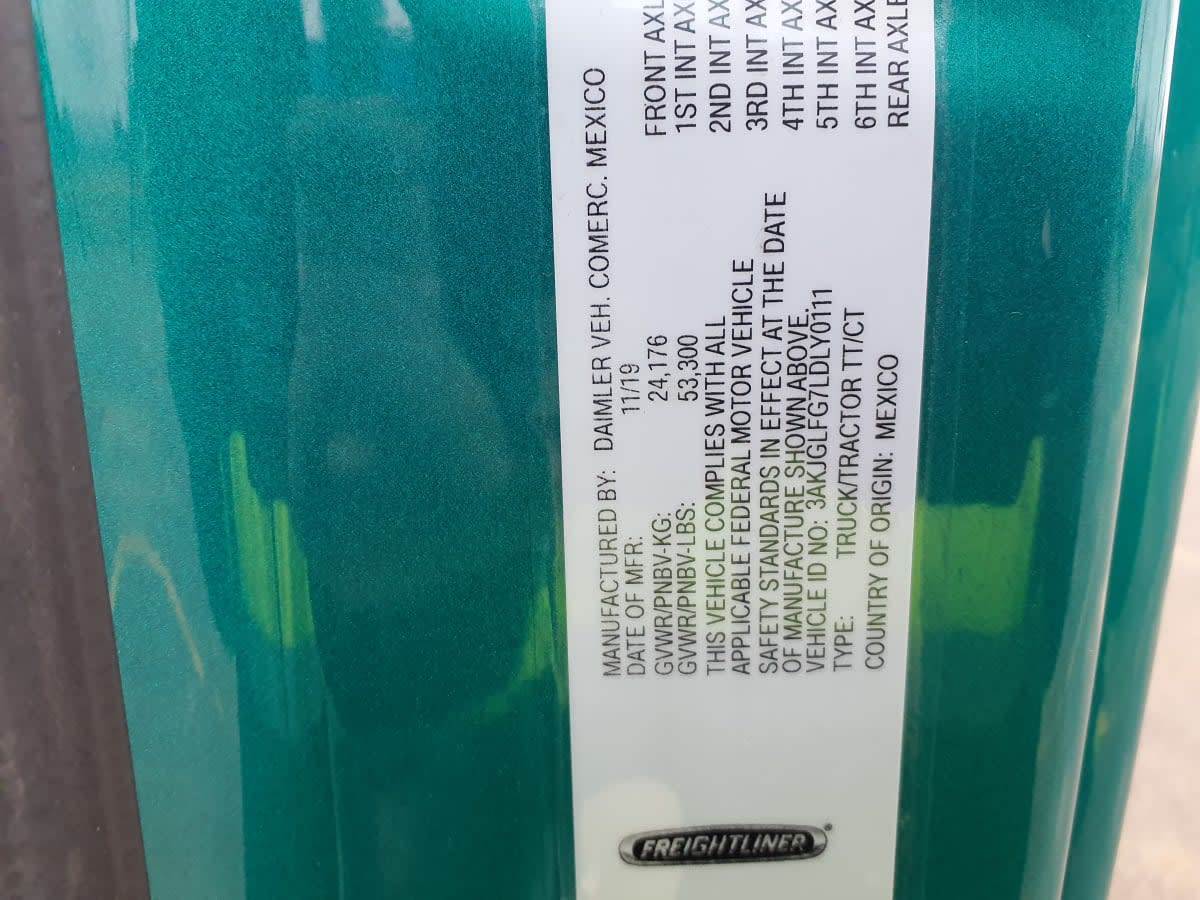 FREIGHTLINER
MANUFACTURED BY: DAIMLER VEH. COMERC. MEXICO
DATE OF MFR: 11/19
GVWR/PNBV-KG: 24,176
GVWR/PNBV-LBS: 53,300
THIS VEHICLE COMPLIES WITH ALL
APPLICABLE FEDERAL MOTOR VEHICLE
SAFETY STANDARDS IN EFFECT AT THE DATE
OF MANUFACTURE SHOWN ABOVE.
VEHICLE ID NO: 3AKJGLFG7LDLY0111
TYPE: TRUCK/TRACTOR TT/CT
COUNTRY OF ORIGIN: MEXICO
FRONT AXL
1ST INT AX
2ND INT AX
3RD INT AX
4TH INT AX
5TH INT AX
6TH INT AX
REAR AXLE